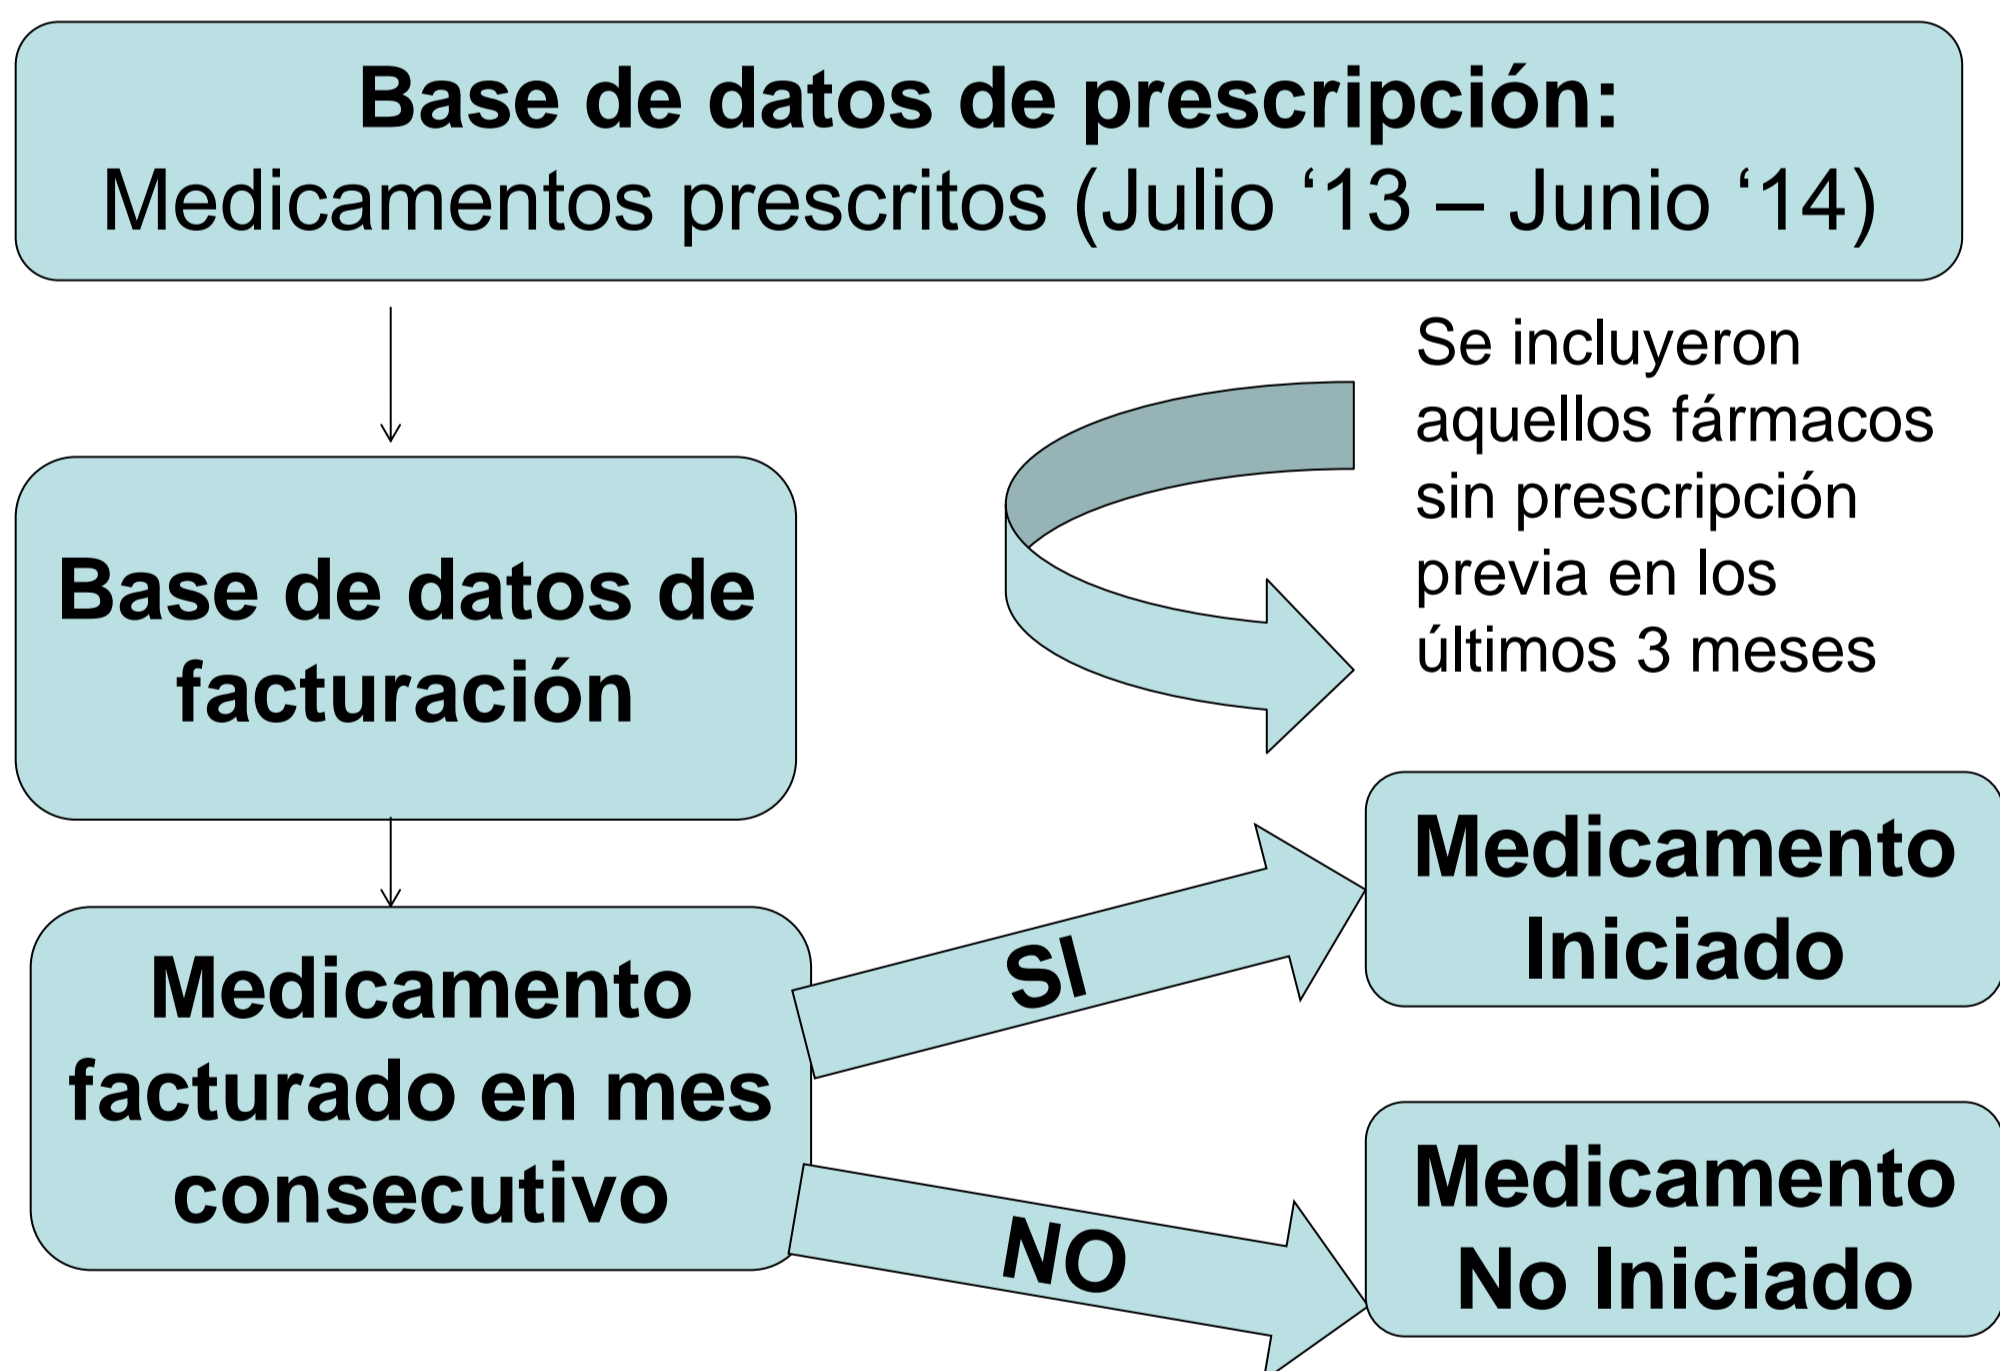 Base de datos de prescripción:
Medicamentos prescritos (Julio ‘13 – Junio ‘14)
Se incluyeron
aquellos fármacos
sin prescripción
previa en los
últimos 3 meses
Base de datos de
facturación
Medicamento
facturado en mes
consecutivo
SI
Medicamento
Iniciado
NO
Medicamento
No Iniciado